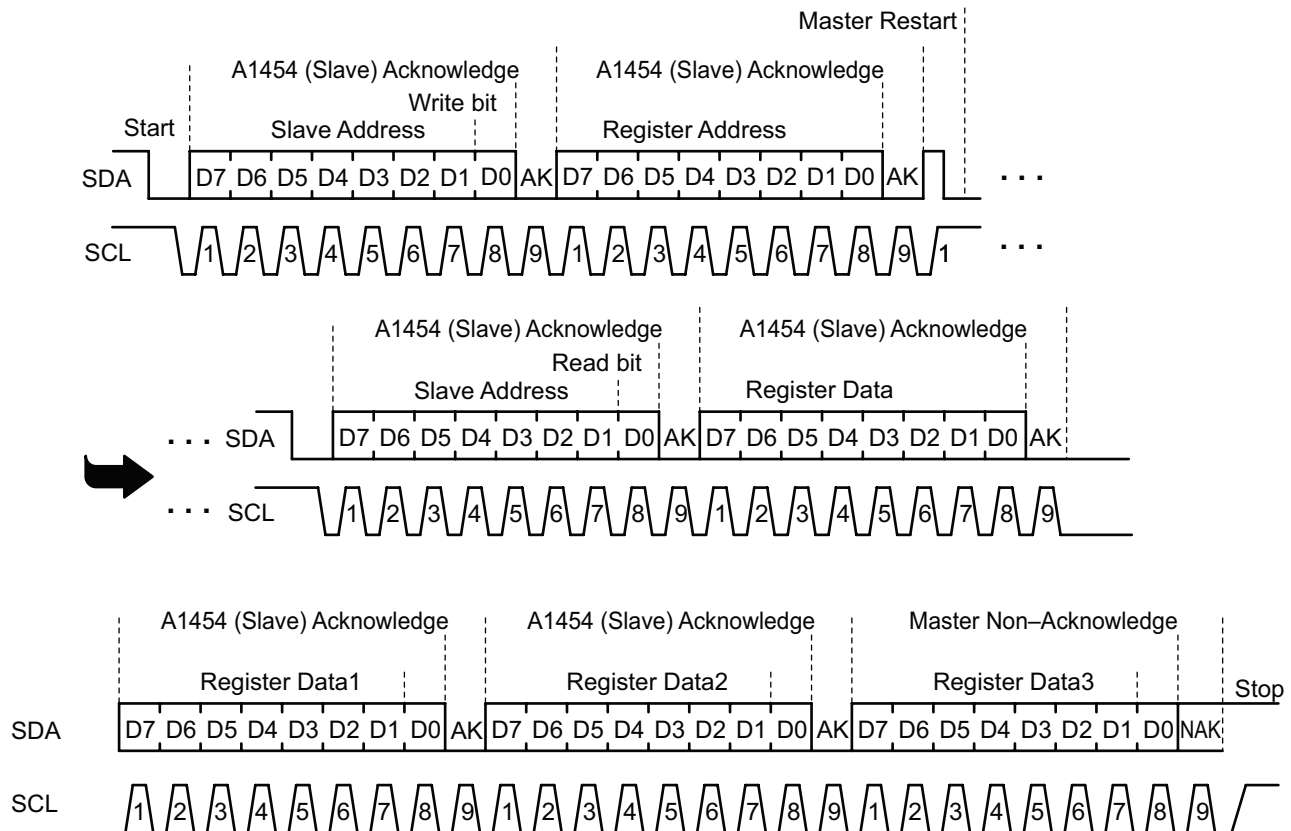 Master Restart
A1454 (Slave) Acknowledge A1454 (Slave) Acknowledge
Write bit
Start Slave Address Register Address
SDA D7 D6 D5 D4 D3 D2 D1 D0 AK D7 D6 D5 D4 D3 D2 D1 D0 AK . . .
SCL 1 2 3 4 5 6 7 8 9 1 2 3 4 5 6 7 8 9 1 . . .
A1454 (Slave) Acknowledge A1454 (Slave) Acknowledge
Read bit
Slave Address Register Data
. . . SDA D7 D6 D5 D4 D3 D2 D1 D0 AK D7 D6 D5 D4 D3 D2 D1 D0 AK
. . . SCL 1 2 3 4 5 6 7 8 9 1 2 3 4 5 6 7 8 9
A1454 (Slave) Acknowledge A1454 (Slave) Acknowledge Master Non–Acknowledge
Register Data1 Register Data2 Register Data3 Stop
SDA D7 D6 D5 D4 D3 D2 D1 D0 AK D7 D6 D5 D4 D3 D2 D1 D0 AK D7 D6 D5 D4 D3 D2 D1 D0 NAK
SCL 1 2 3 4 5 6 7 8 9 1 2 3 4 5 6 7 8 9 1 2 3 4 5 6 7 8 9